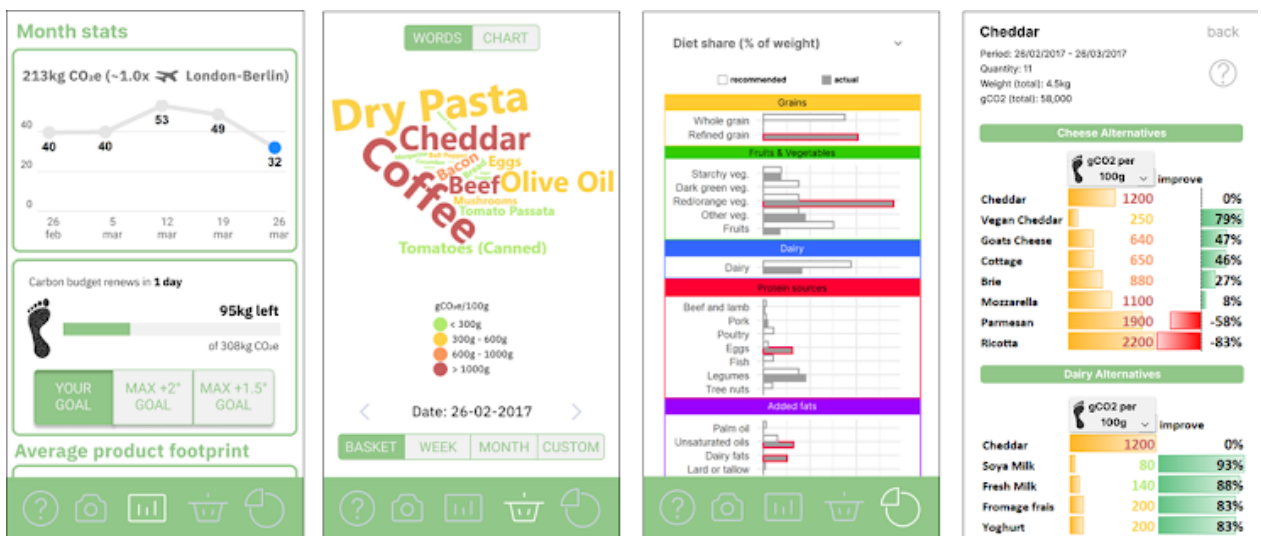 Month stats
213kg CO₂e (~1.0x London-Berlin)
40
20
0
40
40
53
49
32
26 feb
5 mar
12 mar
19 mar
26 mar
Carbon budget renews in 1 day
95kg left
of 308kg CO₂e
YOUR GOAL
MAX +2° GOAL
MAX +1.5° GOAL
Average product footprint
?
WORDS
CHART
Dry Pasta
Cheddar
Coffee
Bacon
Eggs
Beef
Olive Oil
Mushrooms
Tomato Passata
Tomatoes (Canned)
Margarine
Bell Pepper
Bread
gCO₂e/100g
< 300g
300g - 600g
600g - 1000g
> 1000g
Date: 26-02-2017
BASKET
WEEK
MONTH
CUSTOM
?
Diet share (% of weight)
recommended
actual
Grains
Whole grain
Refined grain
Fruits & Vegetables
Starchy veg.
Dark green veg.
Red/orange veg.
Other veg.
Fruits
Dairy
Dairy
Protein sources
Beef and lamb
Pork
Poultry
Eggs
Fish
Legumes
Tree nuts
Added fats
Palm oil
Unsaturated oils
Dairy fats
Lard or tallow
?
Cheddar
back
Period: 26/02/2017 - 26/03/2017
Quantity: 11
Weight (total): 4.5kg
gCO2 (total): 58,000
?
Cheese Alternatives
gCO2 per 100g
improve
Cheddar 1200 0%
Vegan Cheddar 250 79%
Goats Cheese 640 47%
Cottage 650 46%
Brie 880 27%
Mozzarella 1100 8%
Parmesan 1900 -58%
Ricotta 2200 -83%
Dairy Alternatives
gCO2 per 100g
improve
Cheddar 1200 0%
Soya Milk 80 93%
Fresh Milk 140 88%
Fromage frais 200 83%
Yoghurt 200 83%